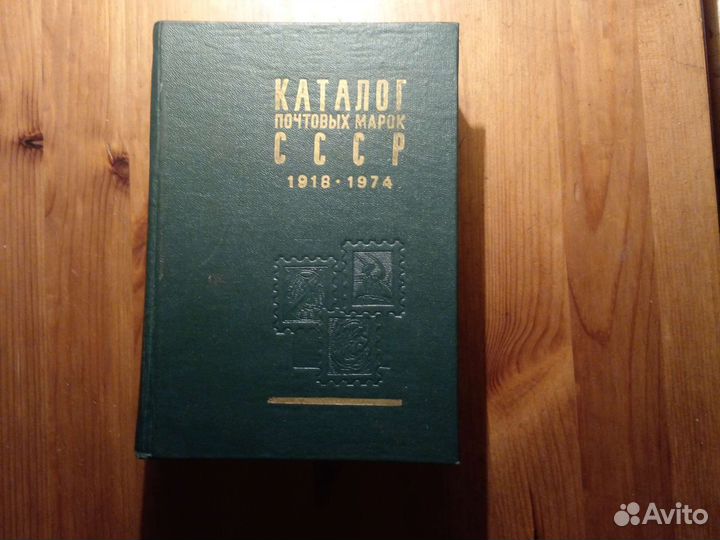 КАТАЛОГ
ПОЧТОВЫХ МАРОК
СССР
1918 • 1974
Avito